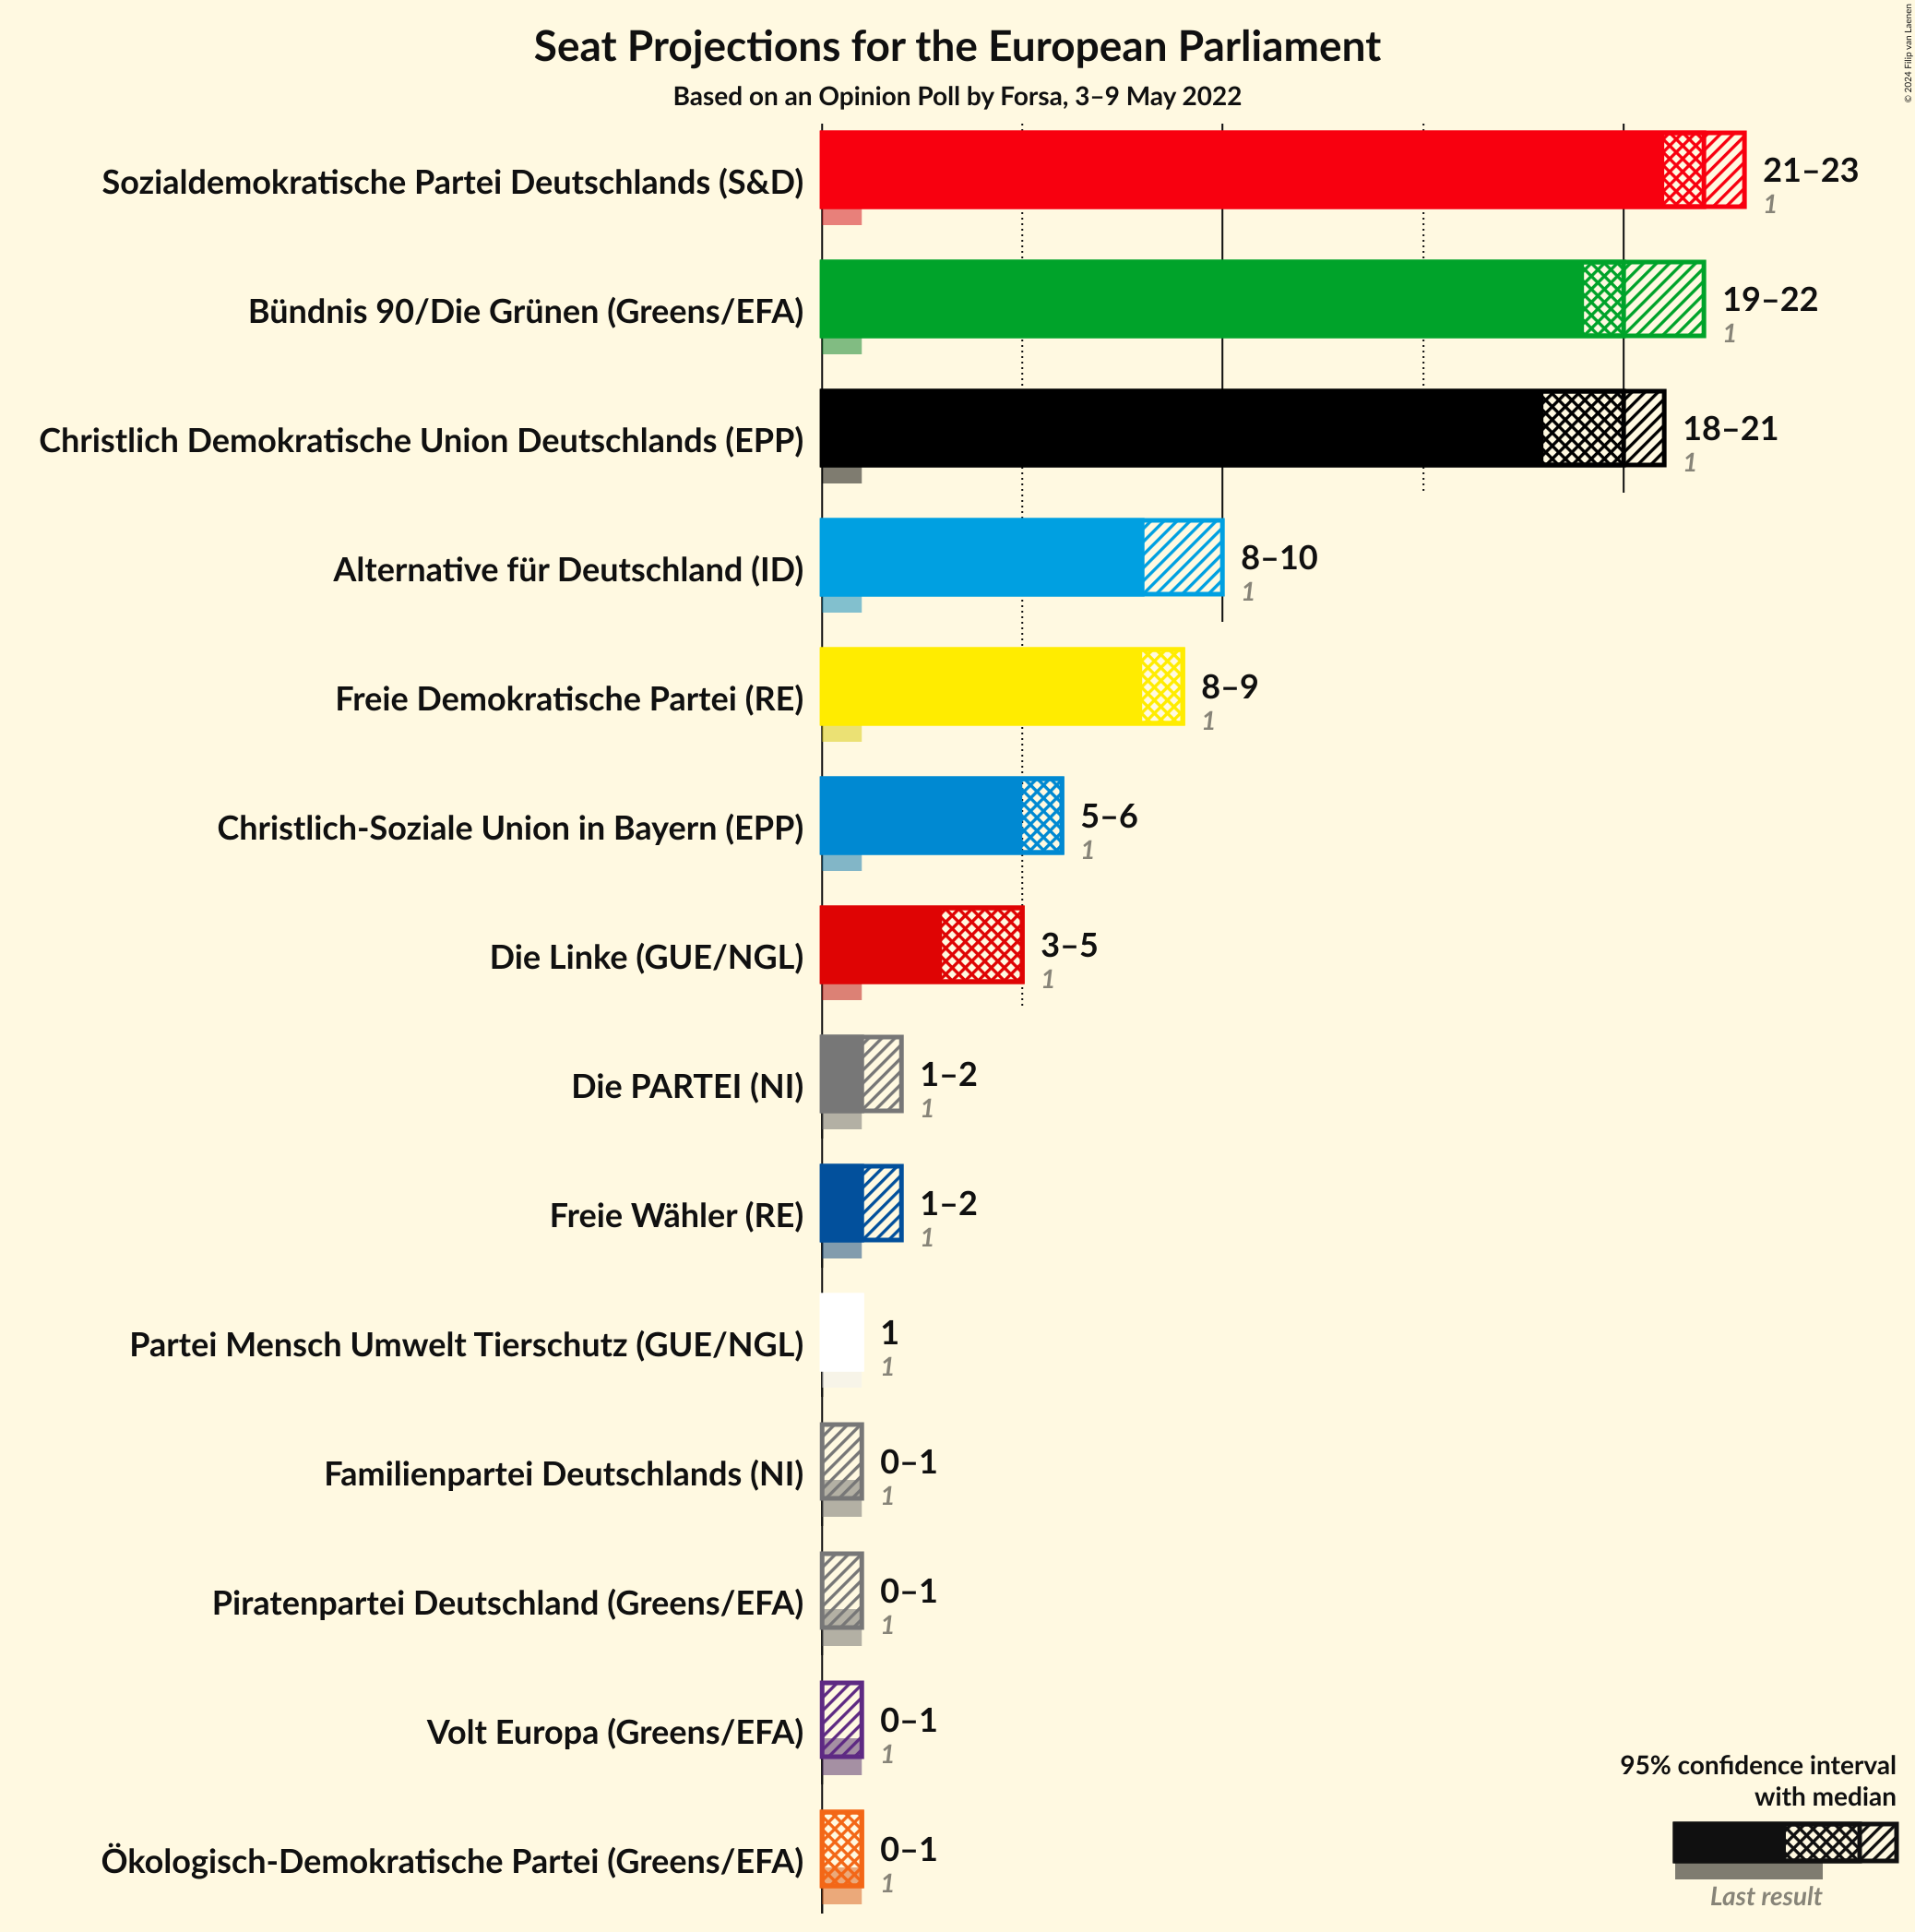 Seat Projections for the European Parliament
Based on an Opinion Poll by Forsa, 3–9 May 2022
© 2024 Filip van Laenen
Sozialdemokratische Partei Deutschlands (S&D)
21–23
1
Bündnis 90/Die Grünen (Greens/EFA)
19–22
1
Christlich Demokratische Union Deutschlands (EPP)
18–21
1
Alternative für Deutschland (ID)
8–10
1
Freie Demokratische Partei (RE)
8–9
1
Christlich-Soziale Union in Bayern (EPP)
5–6
1
Die Linke (GUE/NGL)
3–5
1
Die PARTEI (NI)
1–2
1
Freie Wähler (RE)
1–2
1
Partei Mensch Umwelt Tierschutz (GUE/NGL)
1
1
Familienpartei Deutschlands (NI)
0–1
1
Piratenpartei Deutschland (Greens/EFA)
0–1
1
Volt Europa (Greens/EFA)
0–1
1
Ökologisch-Demokratische Partei (Greens/EFA)
0–1
1
95% confidence interval
with median
Last result